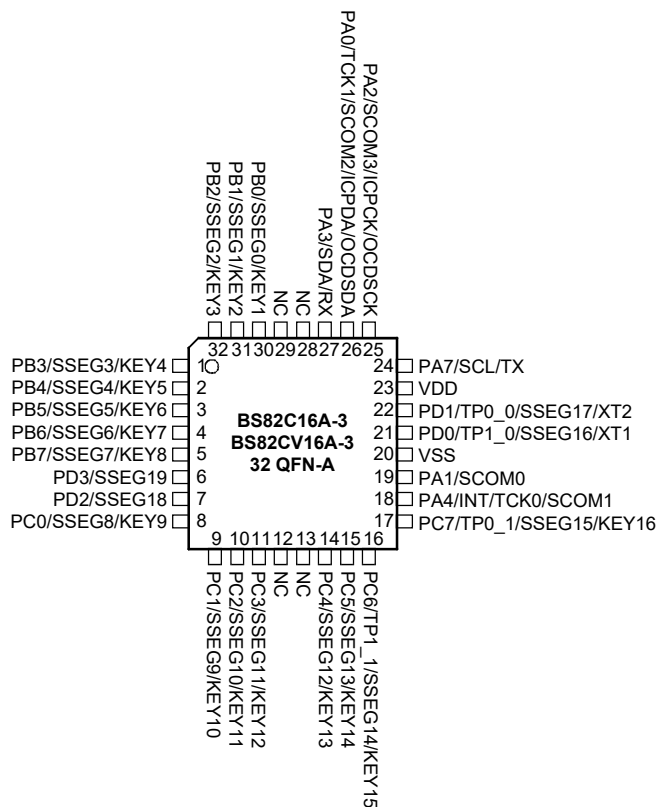 PB2/SSEG2/KEY3
PB1/SSEG1/KEY2
PB0/SSEG0/KEY1
NC
NC
PA3/SDA/RX
PA0/TCK1/SCOM2/ICPDA/OCDSDA
PA2/SCOM3/ICPCK/OCDSCK
32 31 30 29 28 27 26 25
PB3/SSEG3/KEY4 1
PB4/SSEG4/KEY5 2
PB5/SSEG5/KEY6 3
PB6/SSEG6/KEY7 4
PB7/SSEG7/KEY8 5
PD3/SSEG19 6
PD2/SSEG18 7
PC0/SSEG8/KEY9 8
BS82C16A-3
BS82CV16A-3
32 QFN-A
24 PA7/SCL/TX
23 VDD
22 PD1/TP0_0/SSEG17/XT2
21 PD0/TP1_0/SSEG16/XT1
20 VSS
19 PA1/SCOM0
18 PA4/INT/TCK0/SCOM1
17 PC7/TP0_1/SSEG15/KEY16
9 10 11 12 13 14 15 16
PC1/SSEG9/KEY10
PC2/SSEG10/KEY11
PC3/SSEG11/KEY12
NC
NC
PC4/SSEG12/KEY13
PC5/SSEG13/KEY14
PC6/TP1_1/SSEG14/KEY15